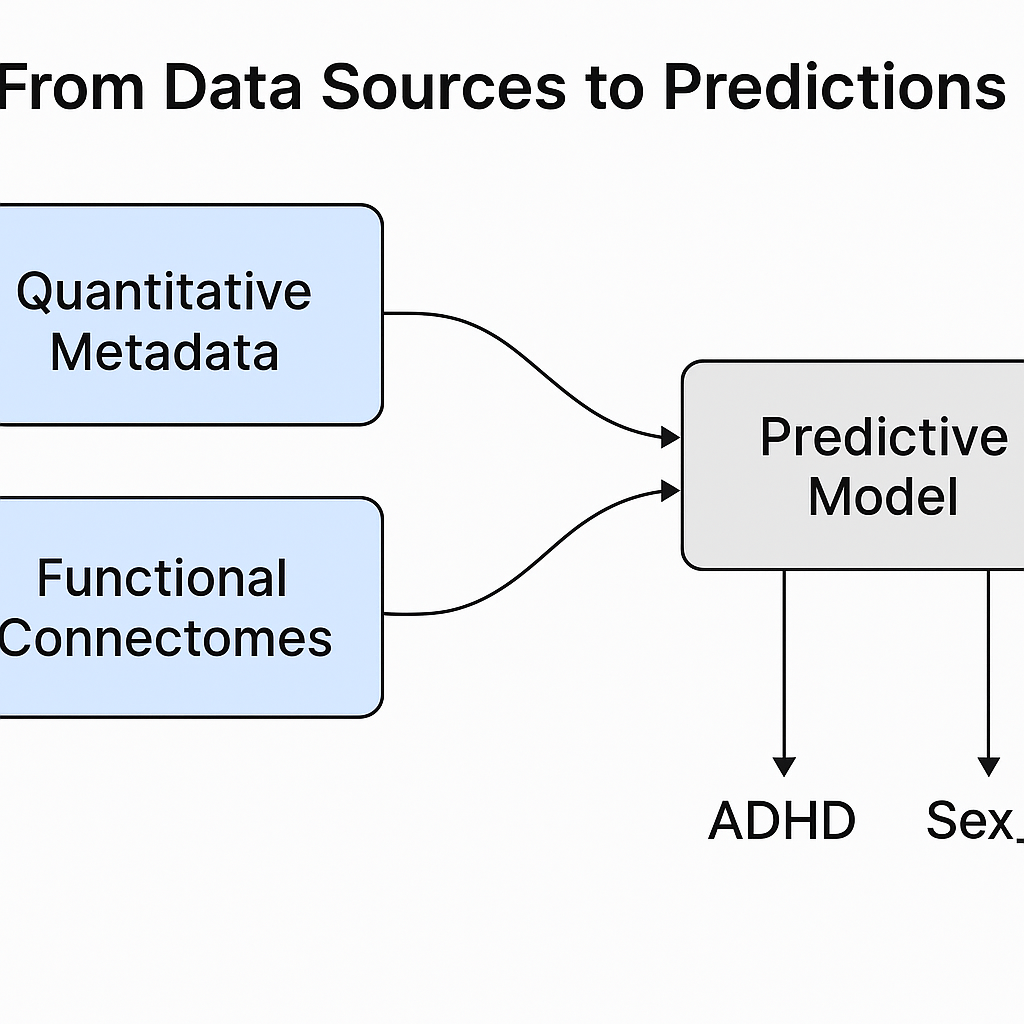 From Data Sources to Predictions
Quantitative
Metadata
Functional
Connectomes
Predictive
Model
ADHD
Sex_